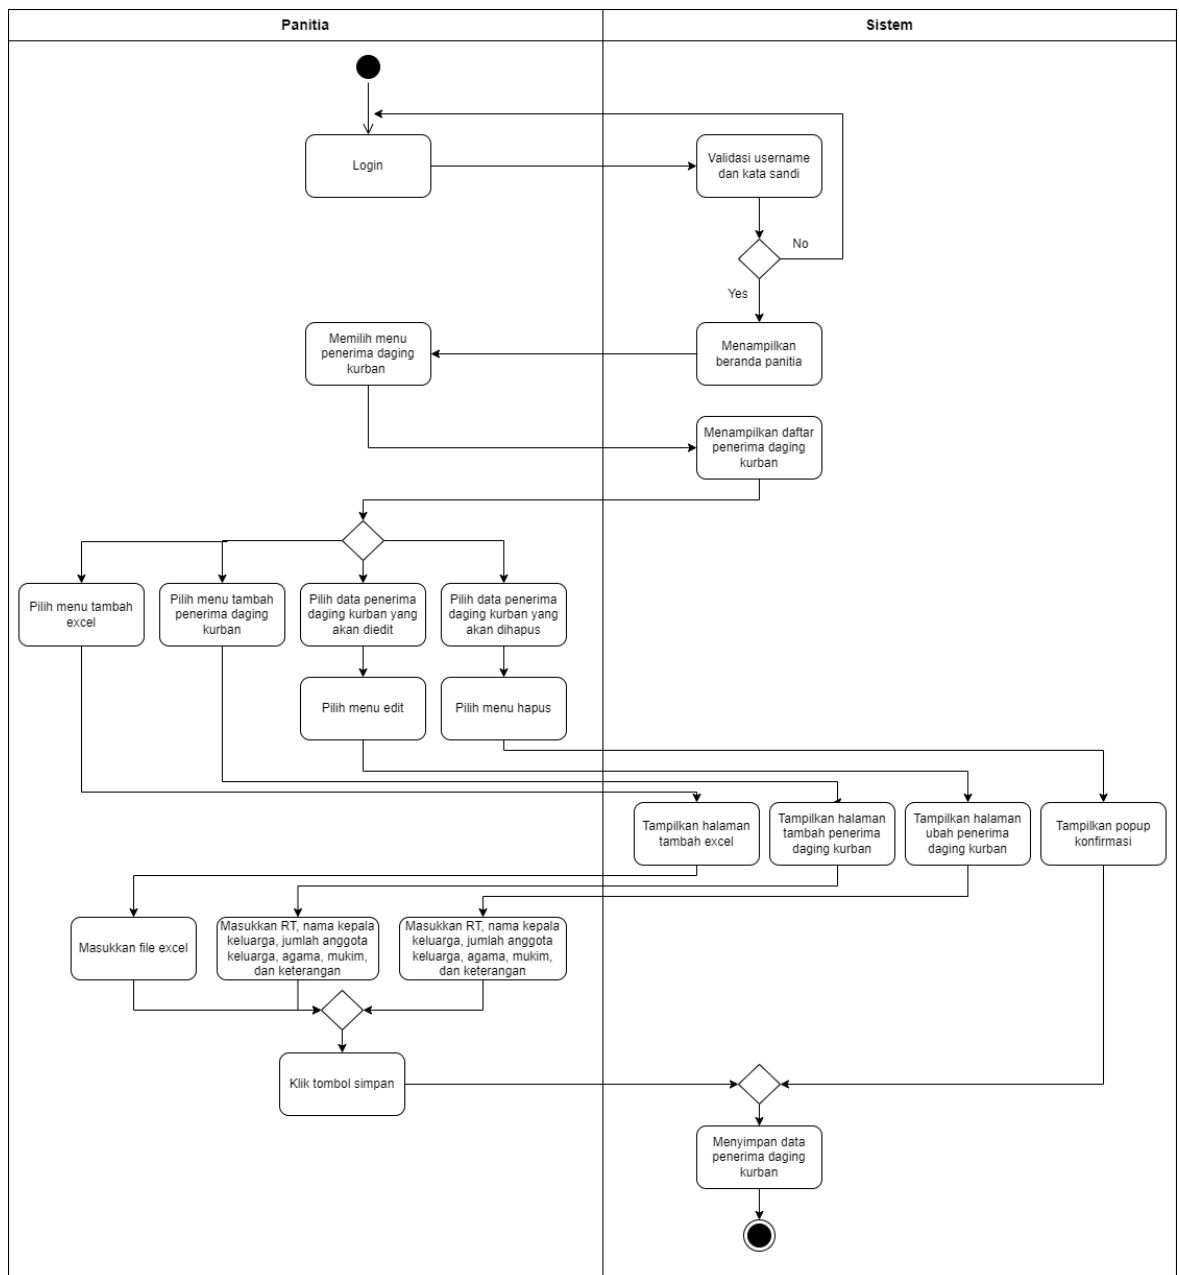 Panitia
Sistem
Login
Validasi username
dan kata sandi
No
Yes
Memilih menu
penerima daging
kurban
Menampilkan
beranda panitia
Menampilkan daftar
penerima daging
kurban
Pilih menu tambah
excel
Pilih menu tambah
penerima daging
kurban
Pilih data penerima
daging kurban yang
akan diedit
Pilih data penerima
daging kurban yang
akan dihapus
Pilih menu edit
Pilih menu hapus
Tampilkan halaman
tambah excel
Tampilkan halaman
tambah penerima
daging kurban
Tampilkan halaman
ubah penerima
daging kurban
Tampilkan popup
konfirmasi
Masukkan file excel
Masukkan RT, nama kepala
keluarga, jumlah anggota
keluarga, agama, mukim,
dan keterangan
Masukkan RT, nama kepala
keluarga, jumlah anggota
keluarga, agama, mukim,
dan keterangan
Klik tombol simpan
Menyimpan data
penerima daging
kurban